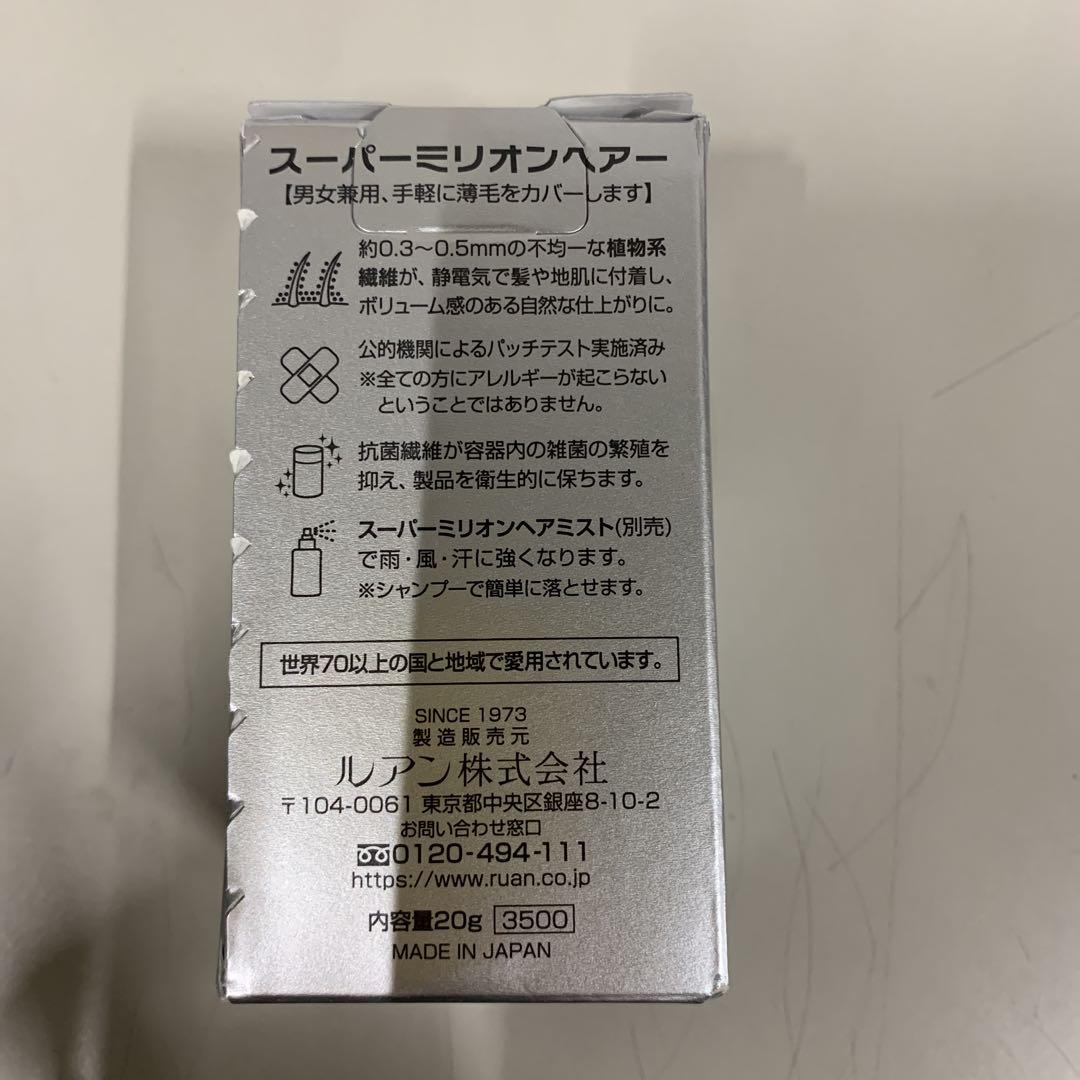 スーパーミリオンヘアー
【男女兼用、手軽に薄毛をカバーします】
約0.3〜0.5mmの不均一な植物系
繊維が、静電気で髪や地肌に付着し、
ボリューム感のある自然な仕上がりに。
公的機関によるパッチテスト実施済み
※全ての方にアレルギーが起こらない
ということではありません。
抗菌繊維が容器内の雑菌の繁殖を
抑え、製品を衛生的に保ちます。
スーパーミリオンヘアミスト(別売)
で雨・風・汗に強くなります。
※シャンプーで簡単に落とせます。
世界70以上の国と地域で愛用されています。
SINCE 1973
製造販売元
ルアン株式会社
〒104-0061 東京都中央区銀座8-10-2
お問い合わせ窓口
0120-494-111
https://www.ruan.co.jp
内容量20g 3500
MADE IN JAPAN